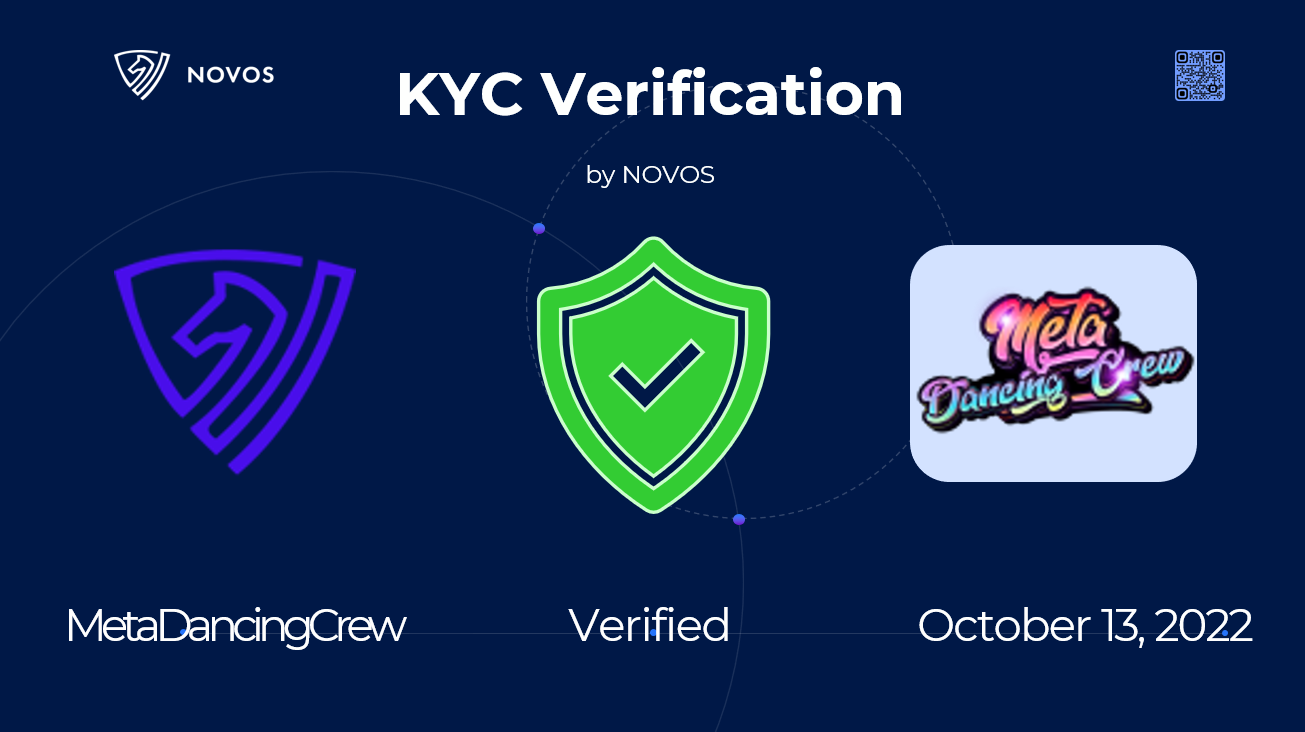 NOVOS
KYC Verification
by NOVOS
Meta
Dancing Crew
MetaDancingCrew
Verified
October 13, 2022